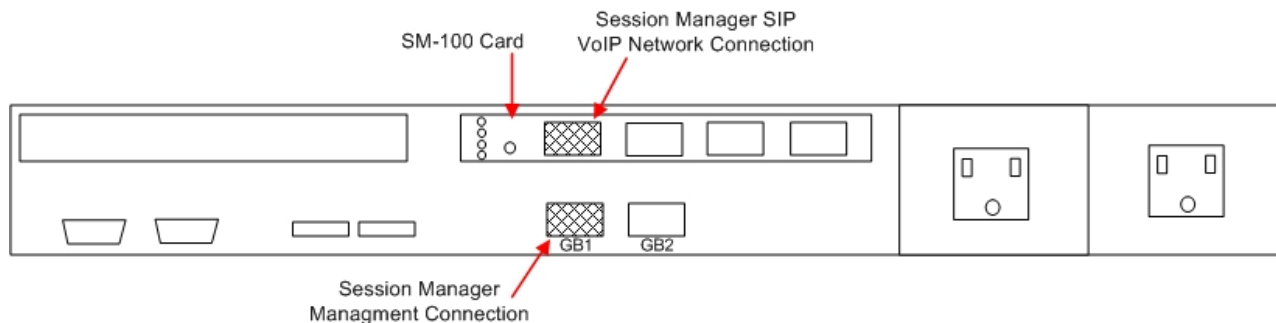 Session Manager SIP
VoIP Network Connection
SM-100 Card
GB1
GB2
Session Manager
Managment Connection